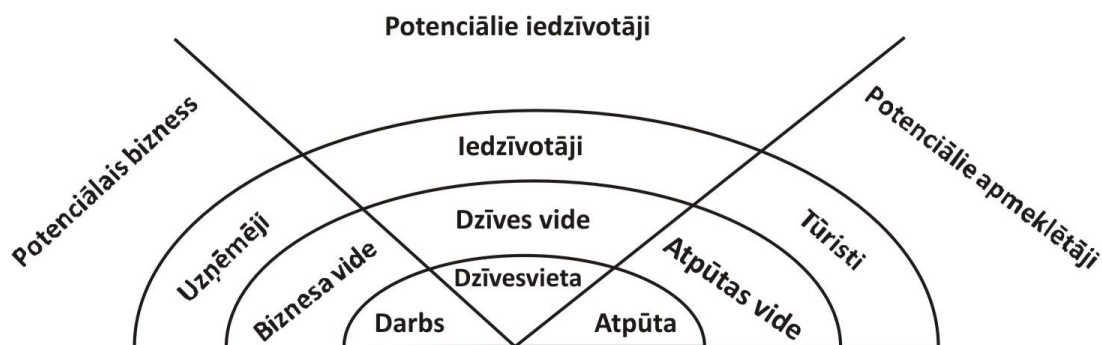 Potenciālie iedzīvotāji
Potenciālais bizness
Potenciālie apmeklētāji
Iedzīvotāji
Uzņēmēji
Tūristi
Dzīves vide
Biznesa vide
Atpūtas vide
Dzīvesvieta
Darbs
Atpūta